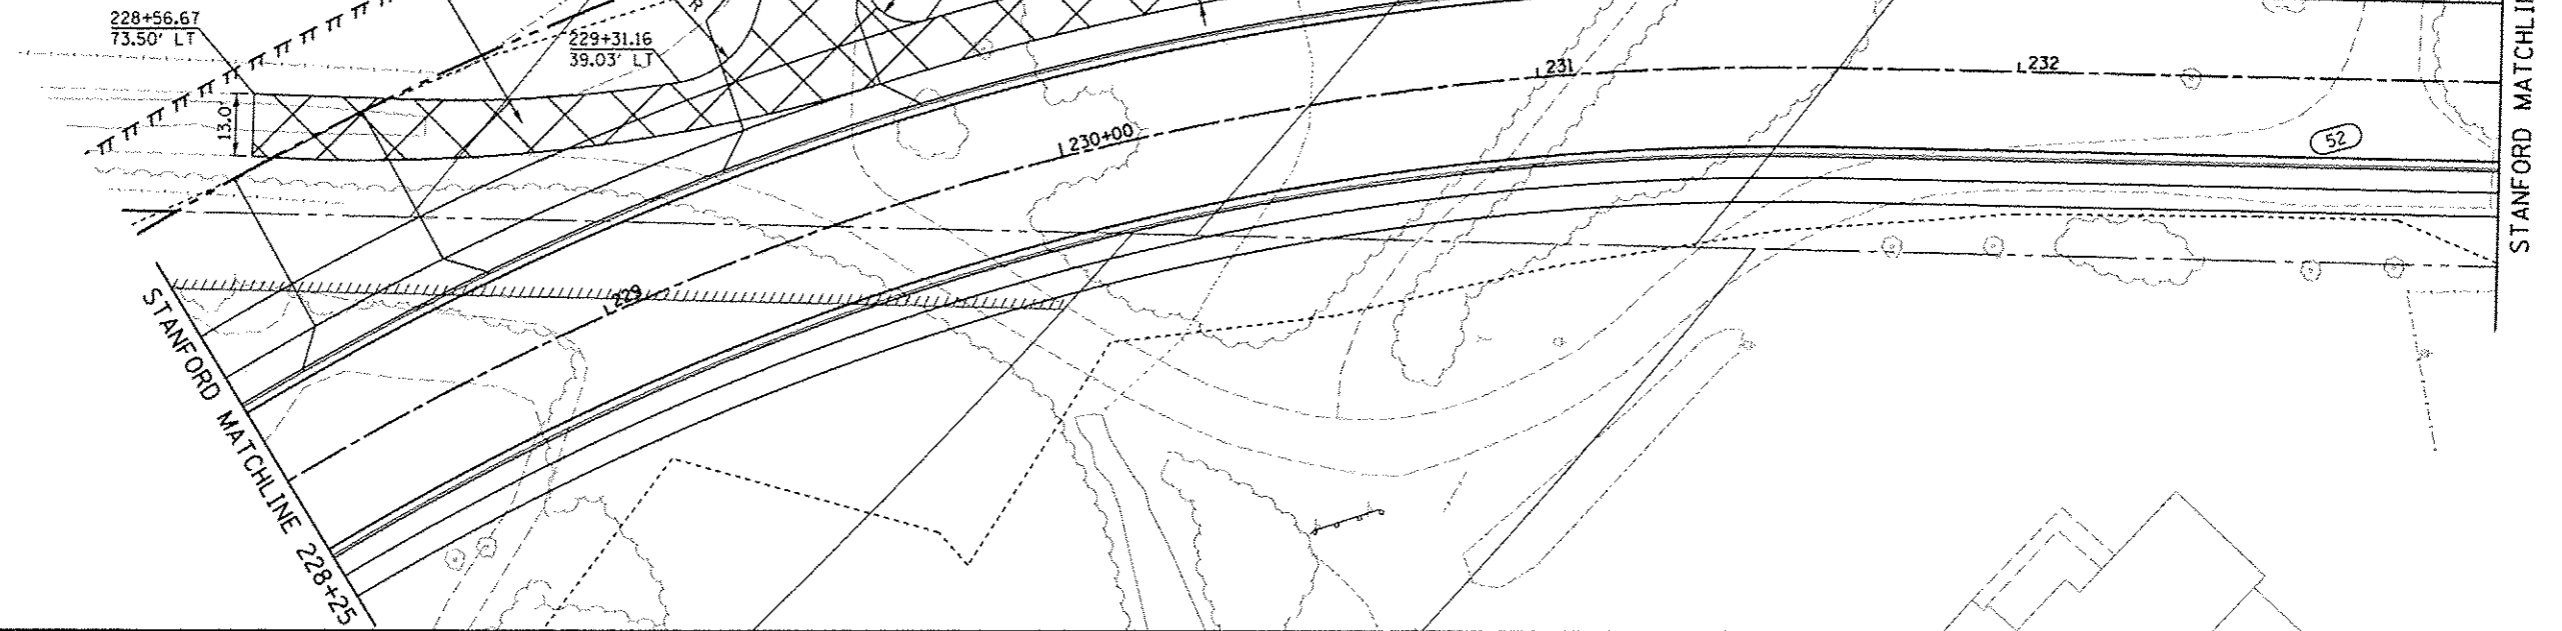 228+56.67
73.50' LT
229+31.16
39.03' LT
R
13.0'
229
230+00
231
232
52
STANFORD MATCHLINE 228+25
STANFORD MATCHLI